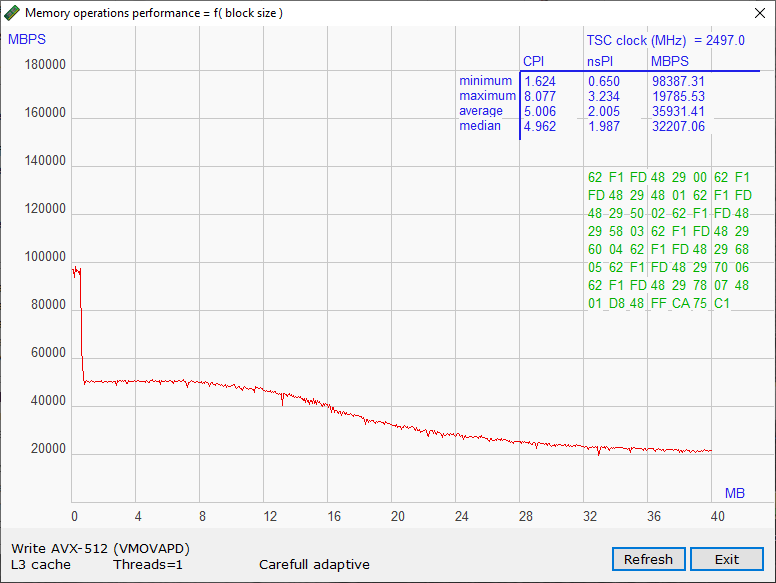 Memory operations performance = f( block size )
MBPS
TSC clock (MHz) = 2497.0
CPI nsPI MBPS
minimum 1.624 0.650 98387.31
maximum 8.077 3.234 19785.53
average 5.006 2.005 35931.41
median 4.962 1.987 32207.06
180000
160000
140000
120000
100000
80000
60000
40000
20000
62 F1 FD 48 29 00 62 F1
FD 48 29 48 01 62 F1 FD
48 29 50 02 62 F1 FD 48
29 58 03 62 F1 FD 48 29
60 04 62 F1 FD 48 29 68
05 62 F1 FD 48 29 70 06
62 F1 FD 48 29 78 07 48
01 D8 48 FF CA 75 C1
MB
0 4 8 12 16 20 24 28 32 36 40
Write AVX-512 (VMOVAPD)
L3 cache Threads=1 Carefull adaptive
Refresh Exit